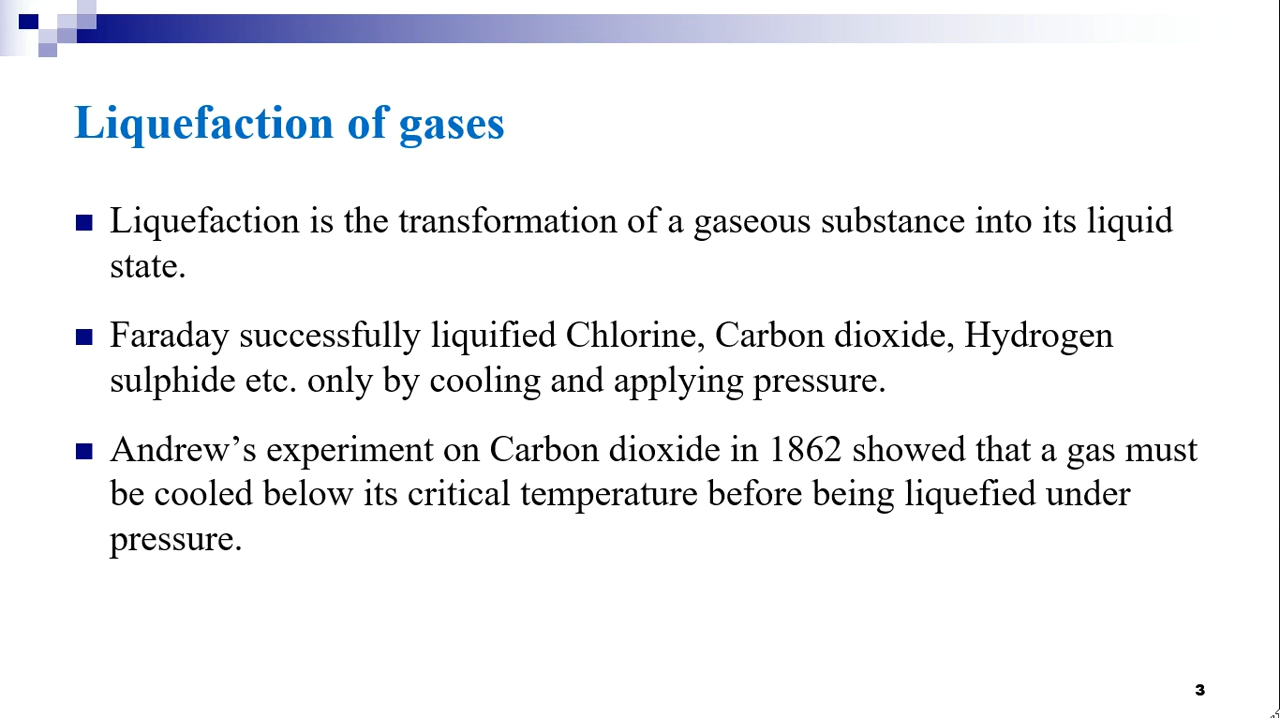 Liquefaction of gases
Liquefaction is the transformation of a gaseous substance into its liquid
state.
Faraday successfully liquified Chlorine, Carbon dioxide, Hydrogen
sulphide etc. only by cooling and applying pressure.
Andrew’s experiment on Carbon dioxide in 1862 showed that a gas must
be cooled below its critical temperature before being liquefied under
pressure.
3